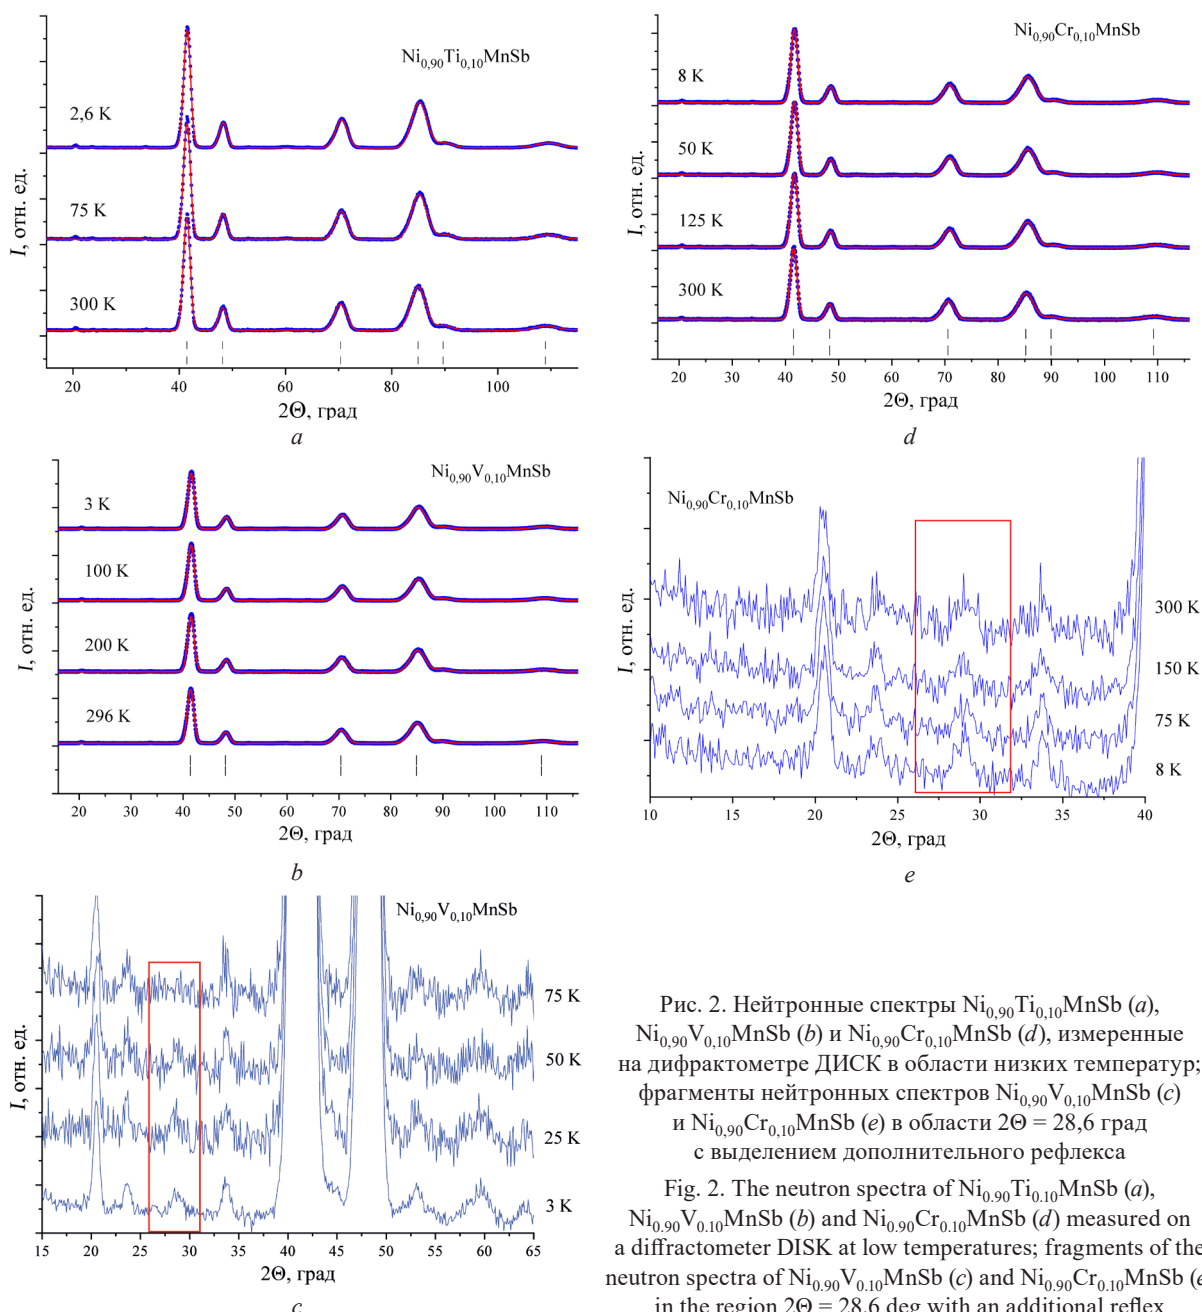 Ni0,90Ti0,10MnSb
2,6 K
75 K
300 K
I, отн. ед.
20 40 60 80 100
2Θ, град
a
Ni0,90Cr0,10MnSb
8 K
50 K
125 K
300 K
I, отн. ед.
20 30 40 50 60 70 80 90 100 110
2Θ, град
d
Ni0,90V0,10MnSb
3 K
100 K
200 K
296 K
I, отн. ед.
20 30 40 50 60 70 80 90 100 110
2Θ, град
b
Ni0,90Cr0,10MnSb
300 K
150 K
75 K
8 K
I, отн. ед.
10 15 20 25 30 35 40
2Θ, град
e
Ni0,90V0,10MnSb
75 K
50 K
25 K
3 K
I, отн. ед.
15 20 25 30 35 40 45 50 55 60 65
2Θ, град
c
Рис. 2. Нейтронные спектры Ni0,90Ti0,10MnSb (a),
Ni0,90V0,10MnSb (b) и Ni0,90Cr0,10MnSb (d), измеренные
на дифрактометре ДИСК в области низких температур;
фрагменты нейтронных спектров Ni0,90V0,10MnSb (c)
и Ni0,90Cr0,10MnSb (e) в области 2Θ = 28,6 град
с выделением дополнительного рефлекса
Fig. 2. The neutron spectra of Ni0.90Ti0.10MnSb (a),
Ni0.90V0.10MnSb (b) and Ni0.90Cr0.10MnSb (d) measured on
a diffractometer DISK at low temperatures; fragments of the
neutron spectra of Ni0.90V0.10MnSb (c) and Ni0.90Cr0.10MnSb (e
in the region 2Θ = 28.6 deg with an additional reflex